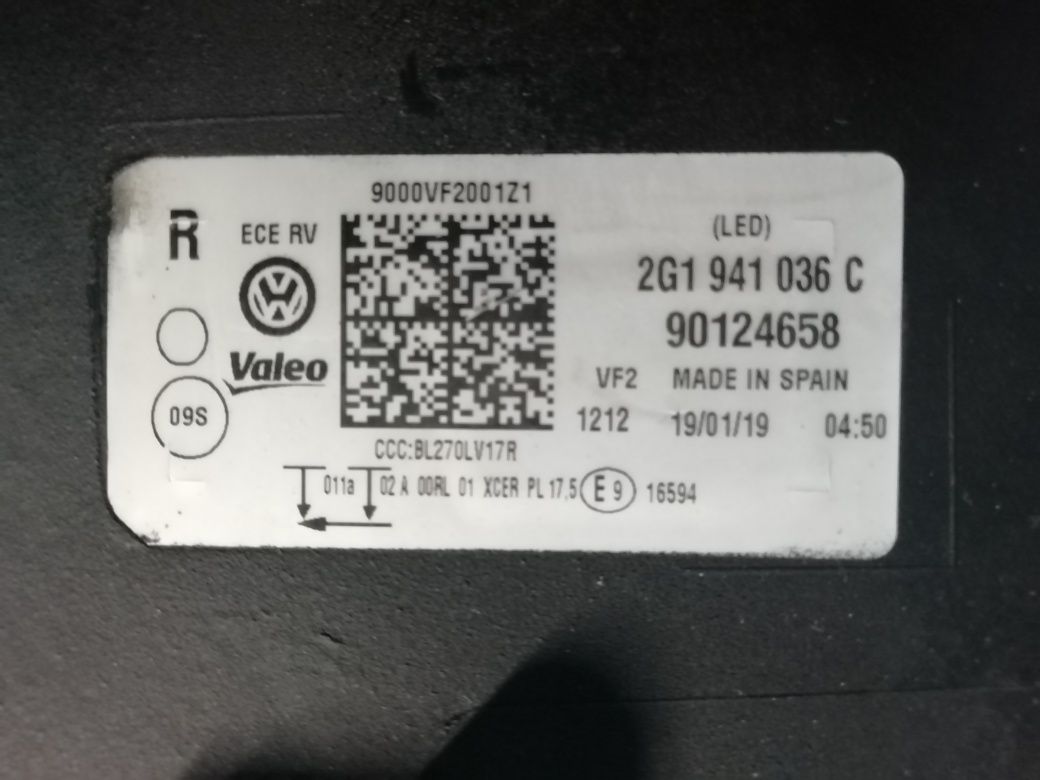 9000VF2001Z1
R
ECE RV
(LED)
2G1 941 036 C
90124658
Valeo
VF2 MADE IN SPAIN
09S
1212 19/01/19 04:50
CCC:BL270LV17R
011a 02 A 00RL 01 XCER PL 17,5 E 9 16594